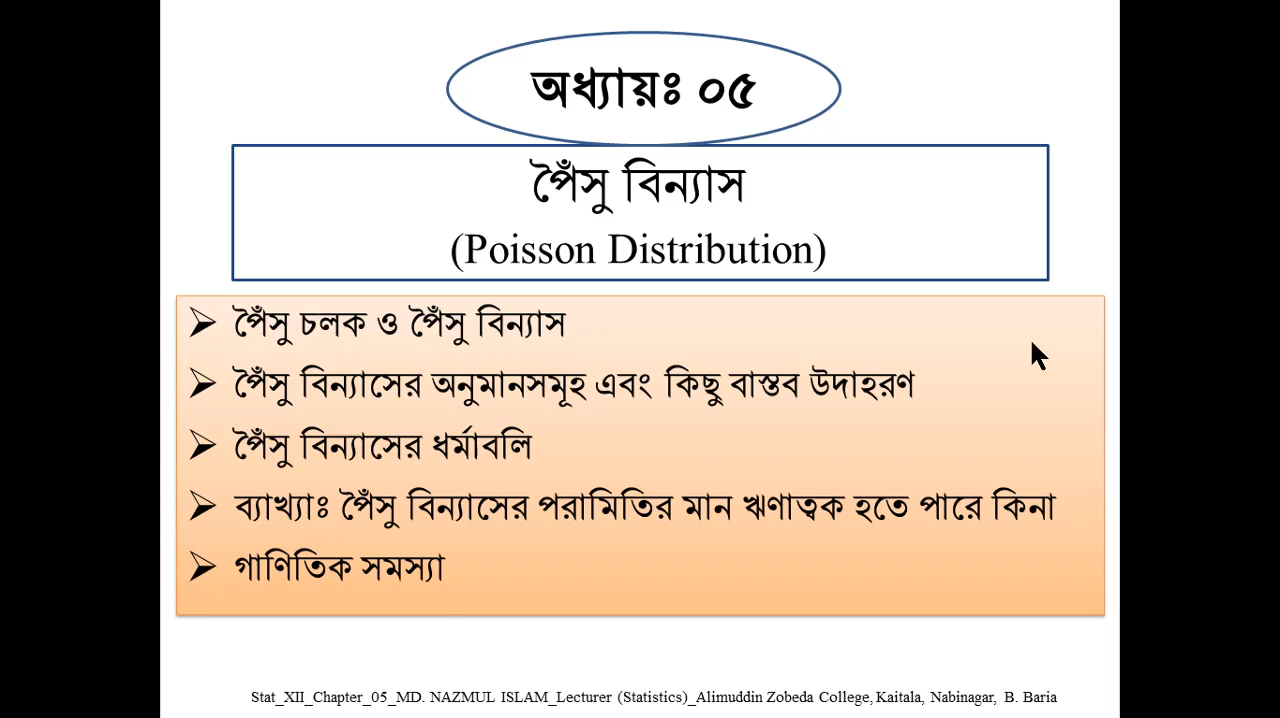 অধ্যায়ঃ ০৫
পৈঁসু বিন্যাস
(Poisson Distribution)
➢ পৈঁসু চলক ও পৈঁসু বিন্যাস
➢ পৈঁসু বিন্যাসের অনুমানসমূহ এবং কিছু বাস্তব উদাহরণ
➢ পৈঁসু বিন্যাসের ধর্মাবলি
➢ ব্যাখ্যাঃ পৈঁসু বিন্যাসের পরামিতির মান ঋণাত্বক হতে পারে কিনা
➢ গাণিতিক সমস্যা
Stat_XII_Chapter_05_MD. NAZMUL ISLAM_Lecturer (Statistics)_Alimuddin Zobeda College, Kaitala, Nabinagar, B. Baria